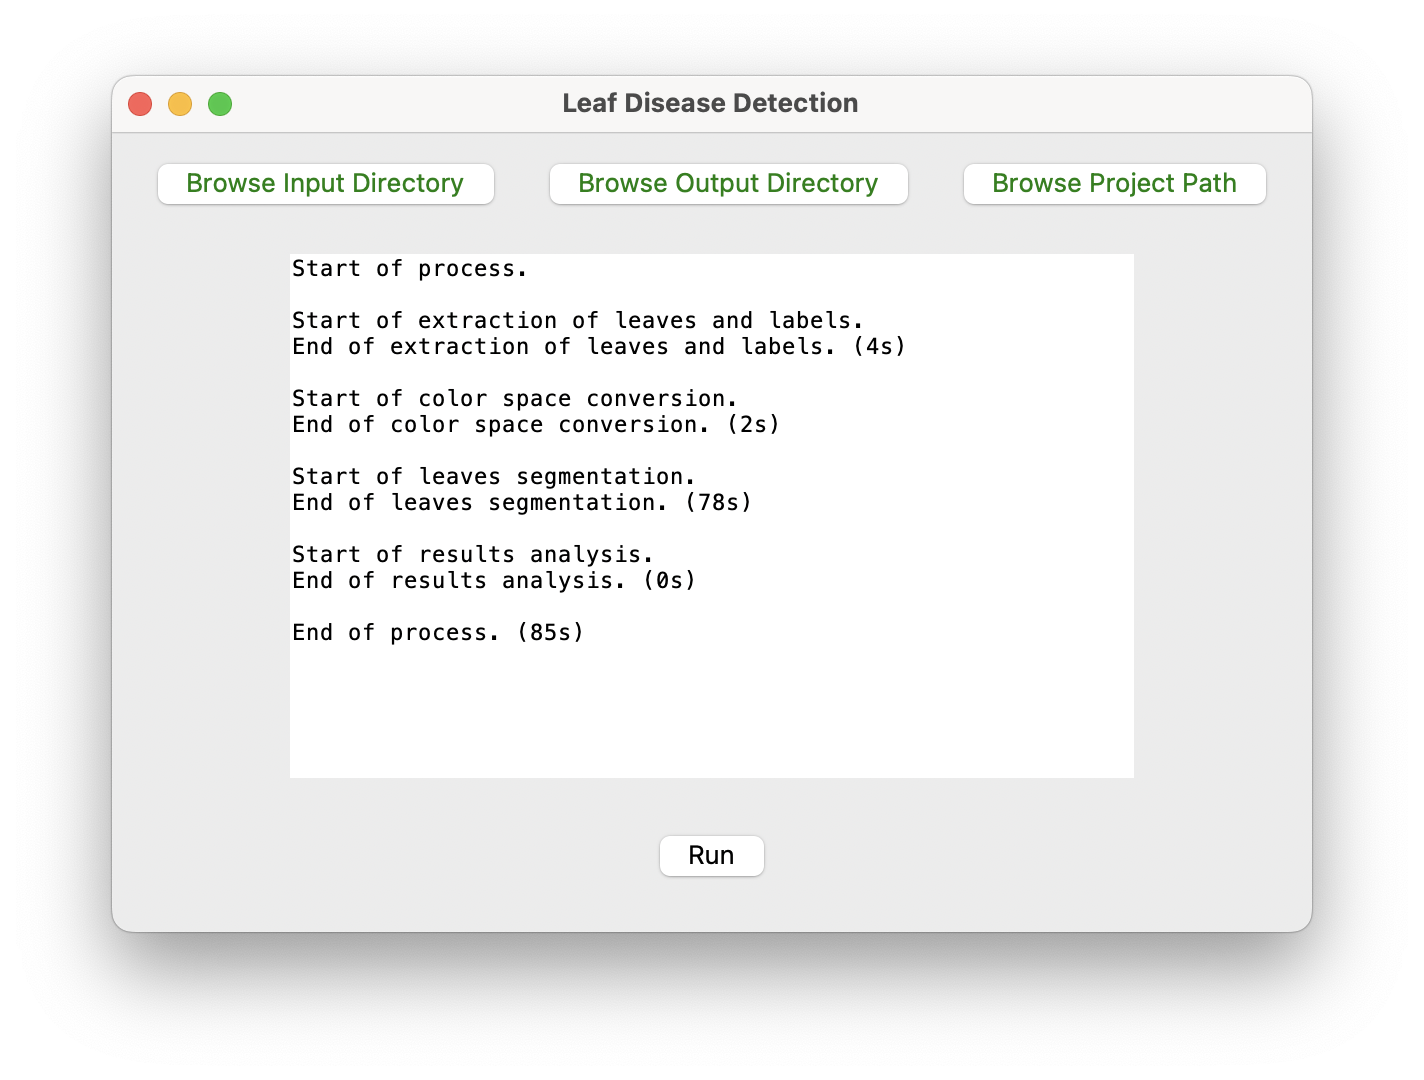 Leaf Disease Detection
Browse Input Directory
Browse Output Directory
Browse Project Path
Start of process.
Start of extraction of leaves and labels.
End of extraction of leaves and labels. (4s)
Start of color space conversion.
End of color space conversion. (2s)
Start of leaves segmentation.
End of leaves segmentation. (78s)
Start of results analysis.
End of results analysis. (0s)
End of process. (85s)
Run